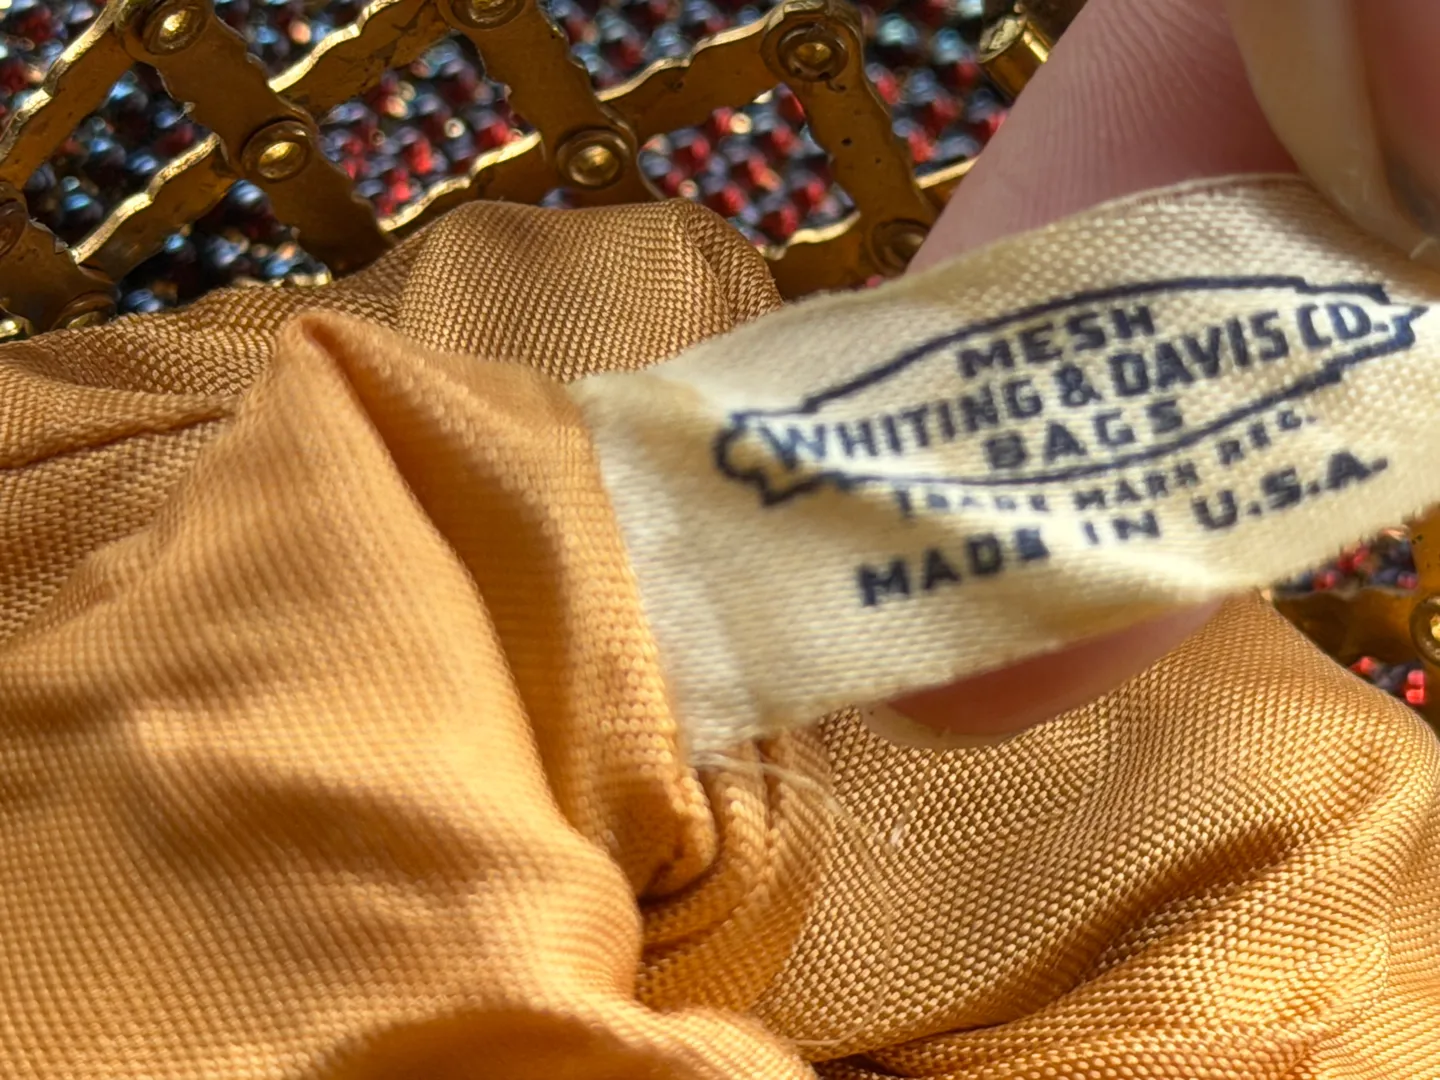 MESH
WHITING & DAVIS CO.
BAGS
TRADE MARK REG.
MADE IN U.S.A.